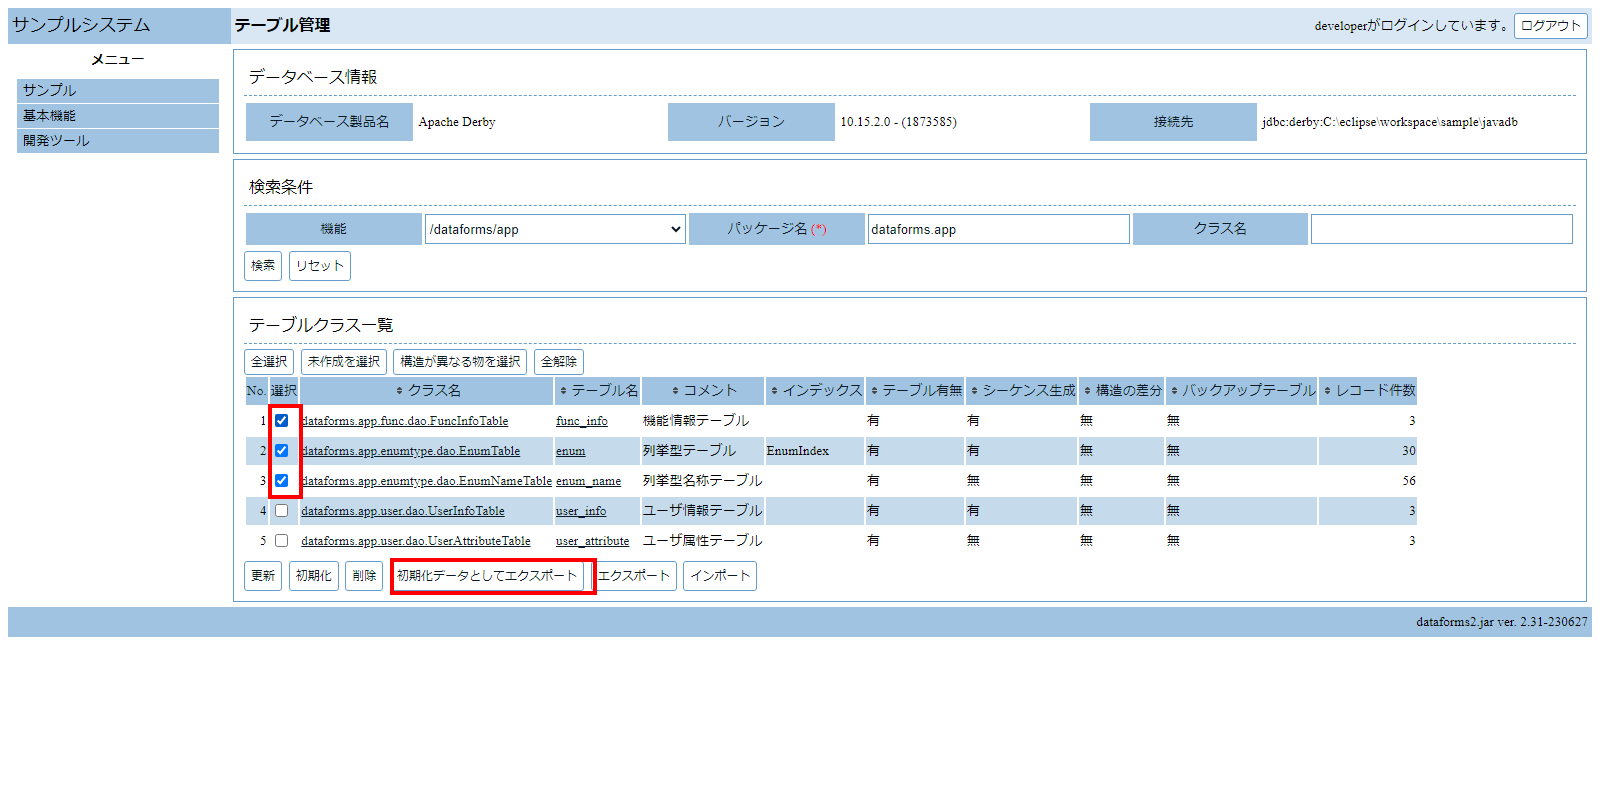 サンプルシステム
テーブル管理
developerがログインしています。 ログアウト
メニュー
サンプル
基本機能
開発ツール
データベース情報
データベース製品名 Apache Derby バージョン 10.15.2.0 - (1873585) 接続先 jdbc:derby:C:\eclipse\workspace\sample\javadb
検索条件
機能 /dataforms/app パッケージ名 (*) dataforms.app クラス名
検索 リセット
テーブルクラス一覧
全選択 未作成を選択 構造が異なる物を選択 全解除
No. 選択 クラス名 テーブル名 コメント インデックス テーブル有無 シーケンス生成 構造の差分 バックアップテーブル レコード件数
1 dataforms.app.func.dao.FuncInfoTable func_info 機能情報テーブル 有 有 無 無 3
2 dataforms.app.enumtype.dao.EnumTable enum 列挙型テーブル EnumIndex 有 有 無 無 30
3 dataforms.app.enumtype.dao.EnumNameTable enum_name 列挙型名称テーブル 有 無 無 無 56
4 dataforms.app.user.dao.UserInfoTable user_info ユーザ情報テーブル 有 有 無 無 3
5 dataforms.app.user.dao.UserAttributeTable user_attribute ユーザ属性テーブル 有 無 無 無 3
更新 初期化 削除 初期化データとしてエクスポート エクスポート インポート
dataforms2.jar ver. 2.31-230627